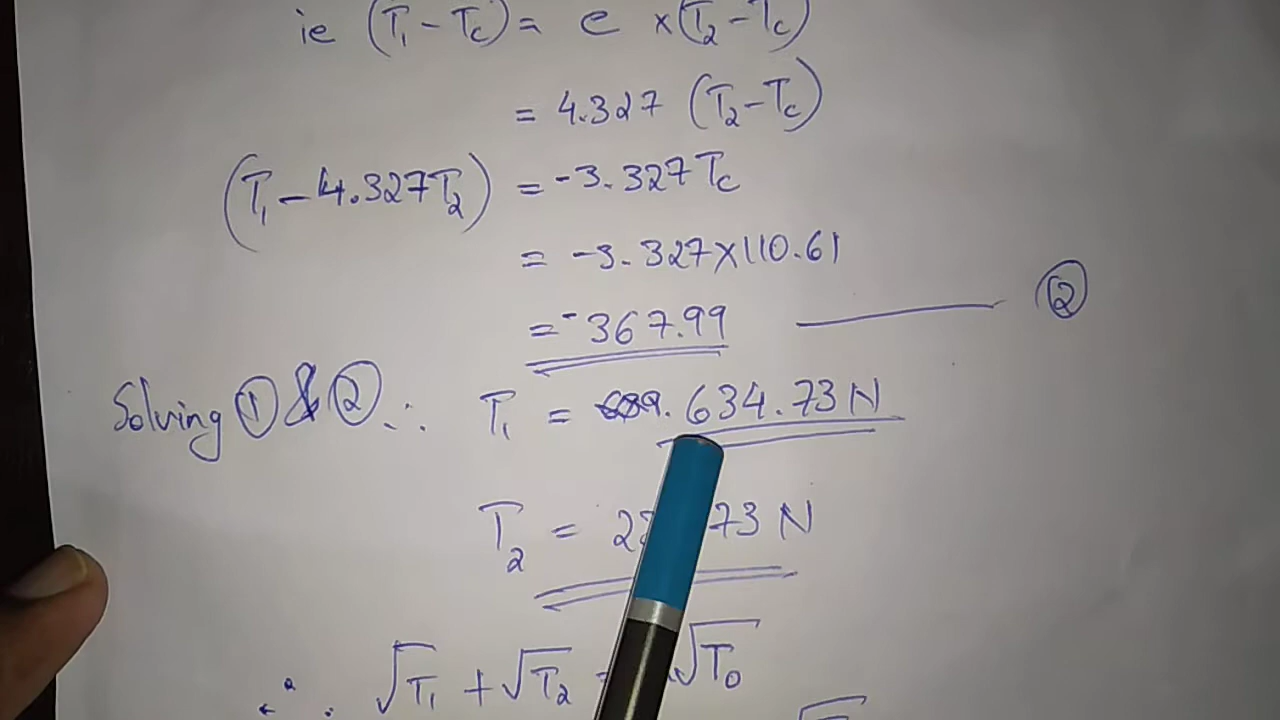 ie (T₁ - Tc) = e × (T₂ - Tc)
= 4.327 (T₂ - Tc)
(T₁ - 4.327T₂) = -3.327 Tc
= -3.327×110.61
= -367.99 ——— ②
Solving ① & ② ∴ T₁ = 634.73 N
T₂ = 73 N
∴ √T₁ + √T₂ = √T₀